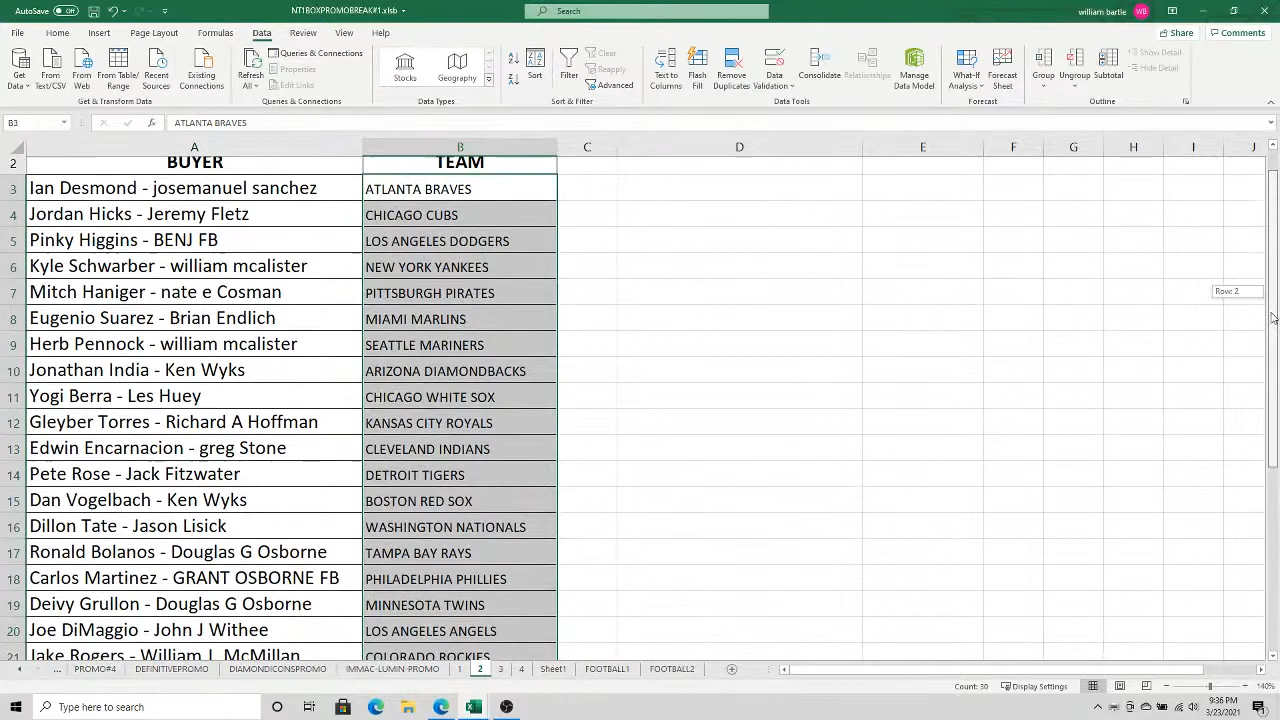 AutoSave Off NT1BOXPROMOBREAK#1.xlsb Search william bartle WB
File Home Insert Page Layout Formulas Data Review View Help Share Comments
Get Data From Text/CSV From Web From Table/Range Recent Sources Existing Connections
Get & Transform Data
Refresh All Queries & Connections Properties Edit Links
Queries & Connections
Stocks Geography
Data Types
Sort Filter Clear Reapply Advanced
Sort & Filter
Text to Columns Flash Fill Remove Duplicates Data Validation Consolidate Relationships Manage Data Model
Data Tools
What-If Analysis Forecast Sheet
Forecast
Group Ungroup Subtotal Show Detail Hide Detail
Outline
B3 fx ATLANTA BRAVES
A B C D E F G H I J
2 BUYER TEAM
3 Ian Desmond - josemanuel sanchez ATLANTA BRAVES
4 Jordan Hicks - Jeremy Fletz CHICAGO CUBS
5 Pinky Higgins - BENJ FB LOS ANGELES DODGERS
6 Kyle Schwarber - william mcalister NEW YORK YANKEES
7 Mitch Haniger - nate e Cosman PITTSBURGH PIRATES
Row: 2
8 Eugenio Suarez - Brian Endlich MIAMI MARLINS
9 Herb Pennock - william mcalister SEATTLE MARINERS
10 Jonathan India - Ken Wyks ARIZONA DIAMONDBACKS
11 Yogi Berra - Les Huey CHICAGO WHITE SOX
12 Gleyber Torres - Richard A Hoffman KANSAS CITY ROYALS
13 Edwin Encarnacion - greg Stone CLEVELAND INDIANS
14 Pete Rose - Jack Fitzwater DETROIT TIGERS
15 Dan Vogelbach - Ken Wyks BOSTON RED SOX
16 Dillon Tate - Jason Lisick WASHINGTON NATIONALS
17 Ronald Bolanos - Douglas G Osborne TAMPA BAY RAYS
18 Carlos Martinez - GRANT OSBORNE FB PHILADELPHIA PHILLIES
19 Deivy Grullon - Douglas G Osborne MINNESOTA TWINS
20 Joe DiMaggio - John J Withee LOS ANGELES ANGELS
21 Jake Rogers - William J. McMillan COLORADO ROCKIES
... PROMO#4 DEFINITIVEPROMO DIAMONDICONSPROMO IMMAC-LUMIN-PROMO 1 2 3 4 Sheet1 FOOTBALL1 FOOTBALL2
Count: 30 Display Settings 140%
Type here to search 9:36 PM
3/23/2021